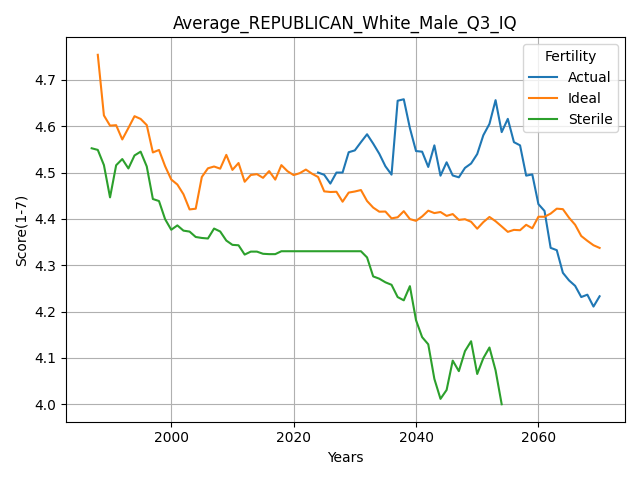 Average_REPUBLICAN_White_Male_Q3_IQ
Score(1-7)
4.7
4.6
4.5
4.4
4.3
4.2
4.1
4.0
Fertility
Actual
Ideal
Sterile
2000 2020 2040 2060
Years